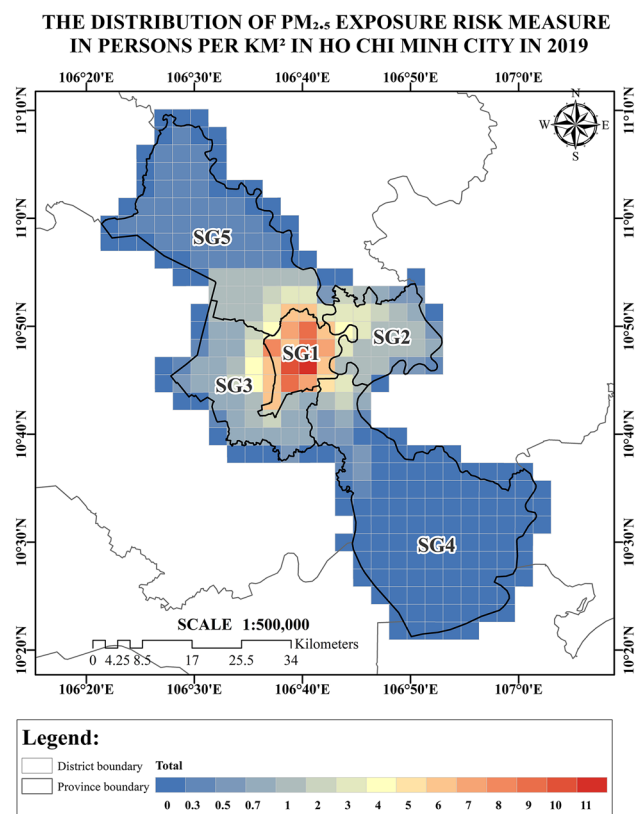 THE DISTRIBUTION OF PM₂.₅ EXPOSURE RISK MEASURE
IN PERSONS PER KM² IN HO CHI MINH CITY IN 2019
106°20'E 106°30'E 106°40'E 106°50'E 107°0'E
N
W E
S
11°10'N 11°10'N
11°0'N 11°0'N
SG5
10°50'N 10°50'N
SG2
SG1
SG3
10°40'N 10°40'N
SG4
10°30'N 10°30'N
SCALE 1:500,000
Kilometers
0 4.25 8.5 17 25.5 34
10°20'N 10°20'N
106°20'E 106°30'E 106°40'E 106°50'E 107°0'E
Legend:
District boundary Total
Province boundary
0 0.3 0.5 0.7 1 2 3 4 5 6 7 8 9 10 11